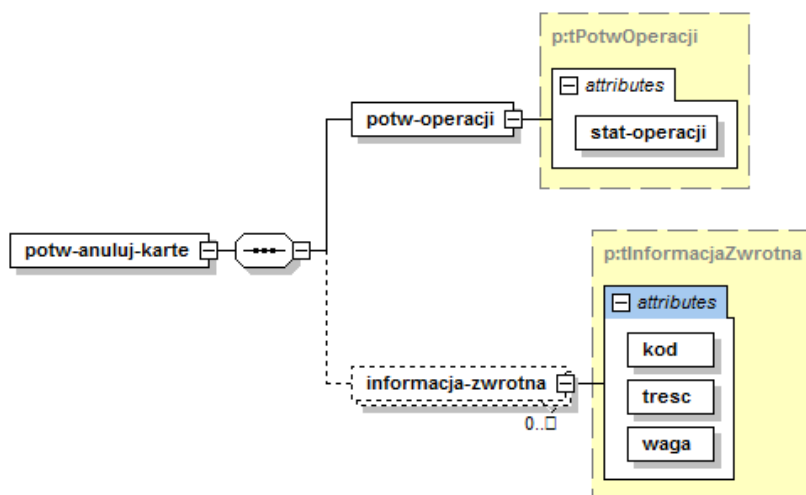 p:tPotwOperacji
attributes
potw-operacji
stat-operacji
potw-anuluj-karte
p:tInformacjaZwrotna
attributes
kod
informacja-zwrotna
tresc
0..□
waga